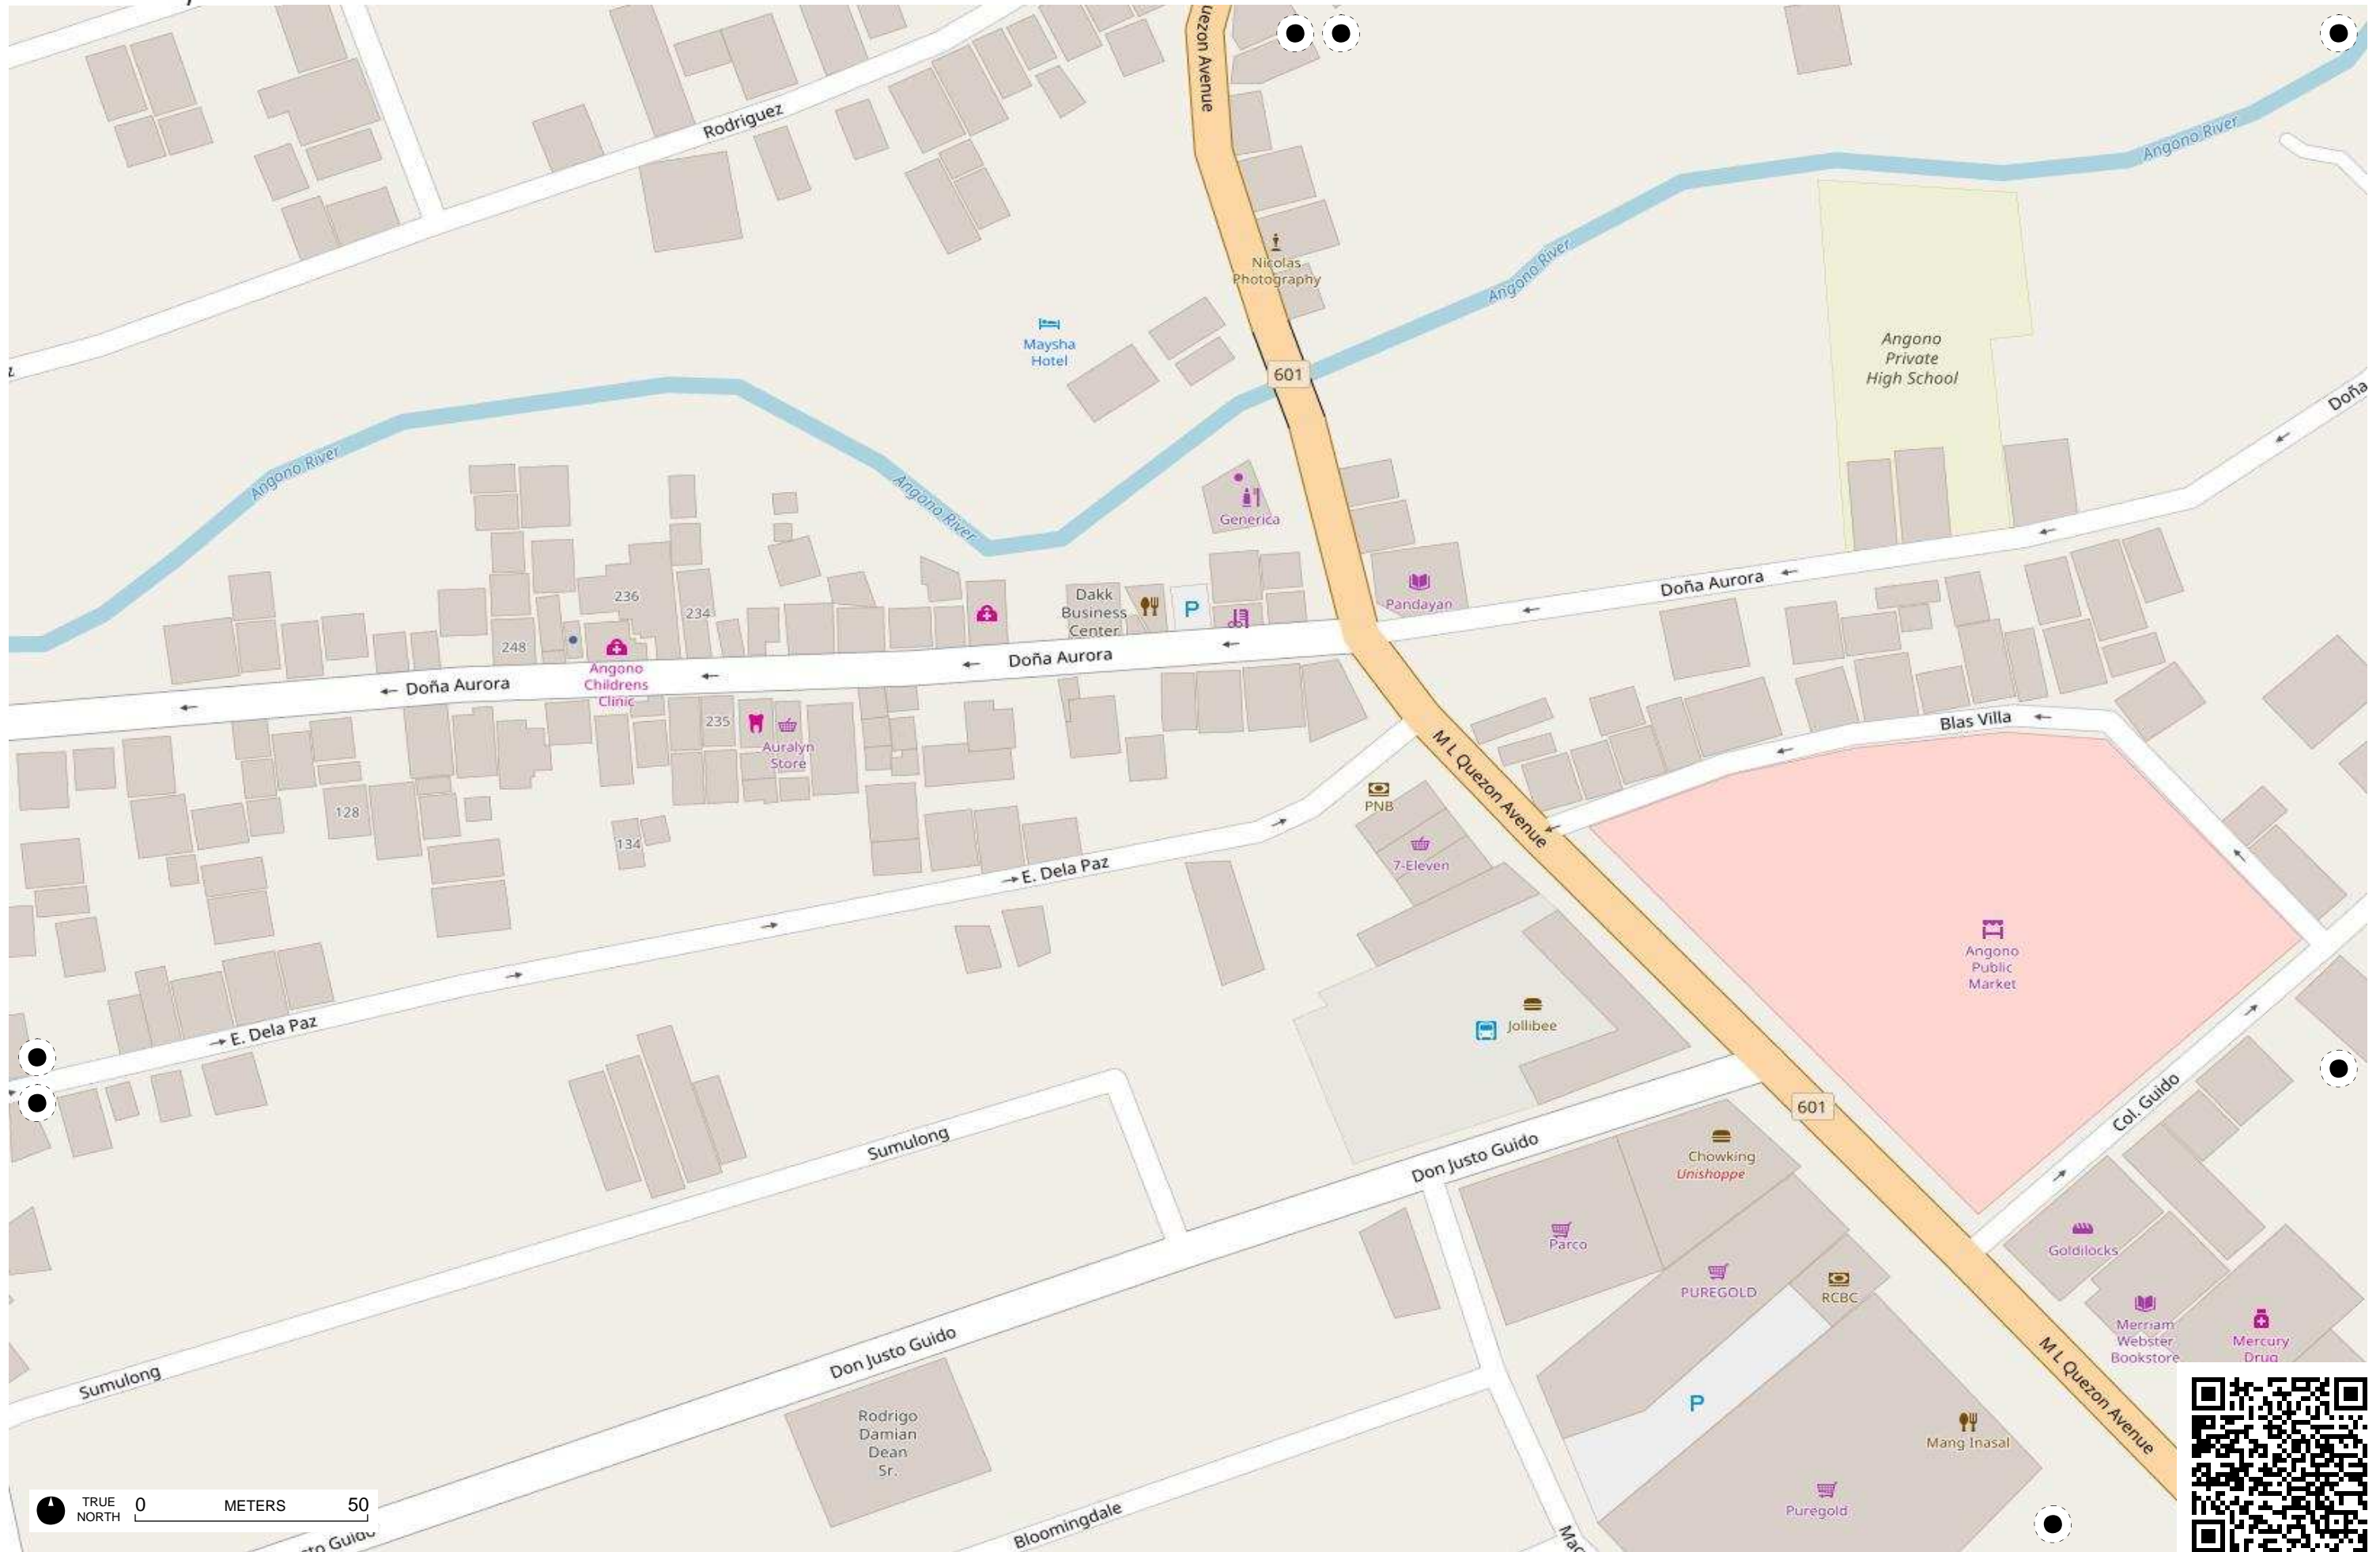 uezon Avenue
Rodriguez
Angono River
Nicolas
Photography
Angono River
Maysha
Hotel
Angono
Private
High School
601
z
Doña
Angono River
Angono River
Generica
Doña Aurora
Pandayan
236
234
Dakk
Business
Center
P
248
Angono
Childrens
Clinic
Doña Aurora
Doña Aurora
235
Auralyn
Store
Blas Villa
M L Quezon Avenue
PNB
128
134
7-Eleven
E. Dela Paz
Angono
Public
Market
Jollibee
E. Dela Paz
601
Col. Guido
Sumulong
Don Justo Guido
Chowking
Unishoppe
Parco
Goldilocks
PUREGOLD
RCBC
Merriam
Webster
Bookstore
Mercury
Drug
Don Justo Guido
Sumulong
M L Quezon Avenue
P
Rodrigo
Damian
Dean
Sr.
Mang Inasal
Puregold
TRUE
NORTH
0 METERS 50
sto Guido
Bloomingdale
Mac